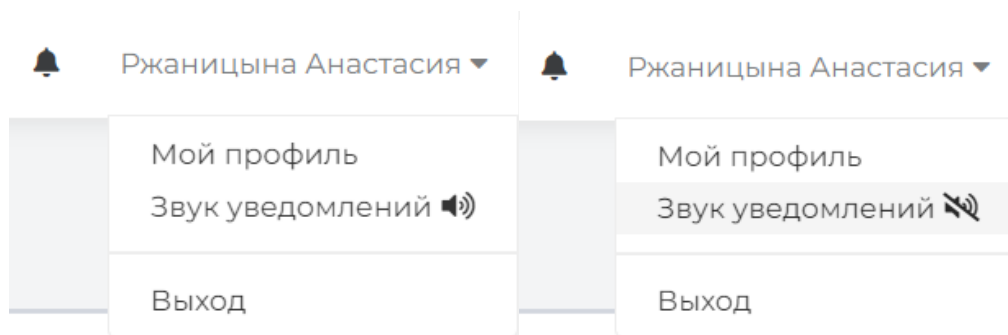 Ржаницына Анастасия
Мой профиль
Звук уведомлений
Выход
Ржаницына Анастасия
Мой профиль
Звук уведомлений
Выход